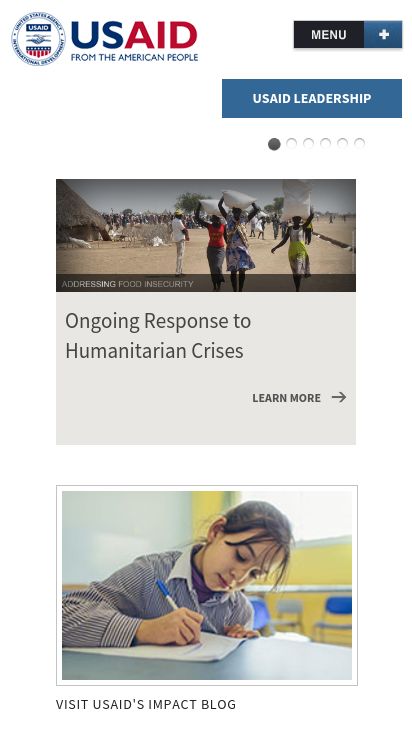 UNITED STATES AGENCY
USAID
INTERNATIONAL DEVELOPMENT
USAID
FROM THE AMERICAN PEOPLE
MENU
USAID LEADERSHIP
ADDRESSING FOOD INSECURITY
Ongoing Response to
Humanitarian Crises
LEARN MORE
VISIT USAID'S IMPACT BLOG